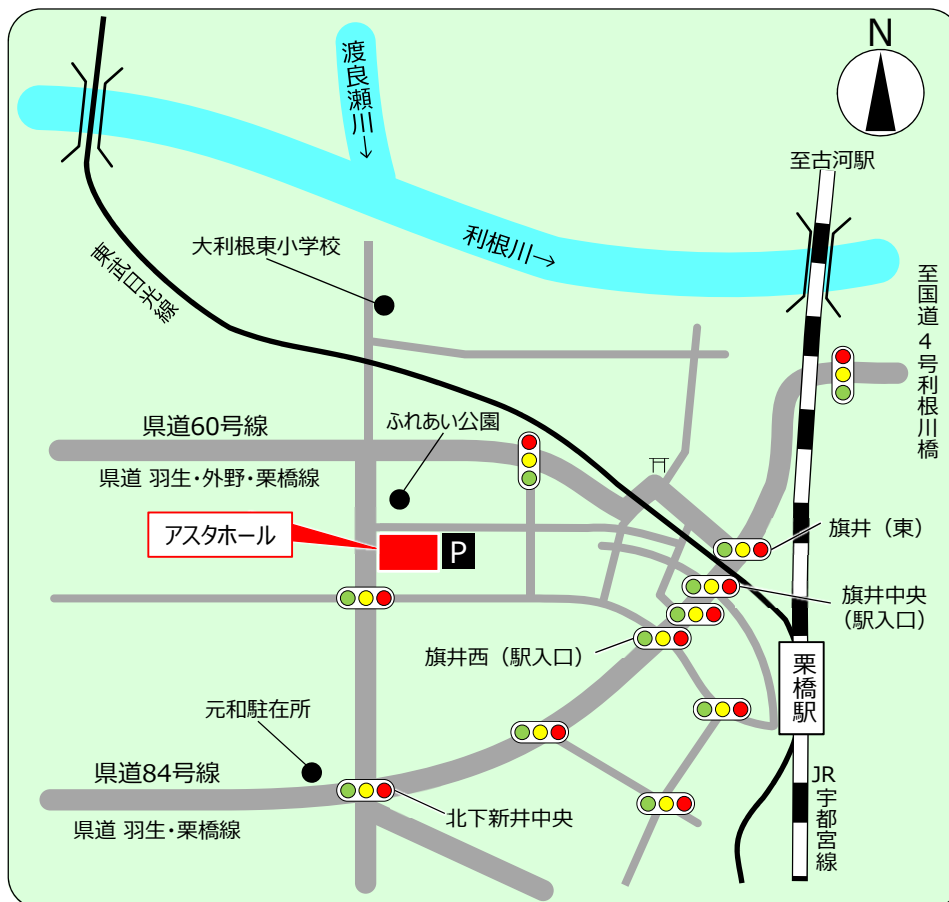 N
渡良瀬川→
至古河駅
利根川→
大利根東小学校
東武日光線
至国道4号利根川橋
県道60号線
ふれあい公園
県道 羽生・外野・栗橋線
アスタホール
P
旗井（東）
旗井中央
（駅入口）
旗井西（駅入口）
栗橋駅
元和駐在所
県道84号線
北下新井中央
県道 羽生・栗橋線
JR宇都宮線